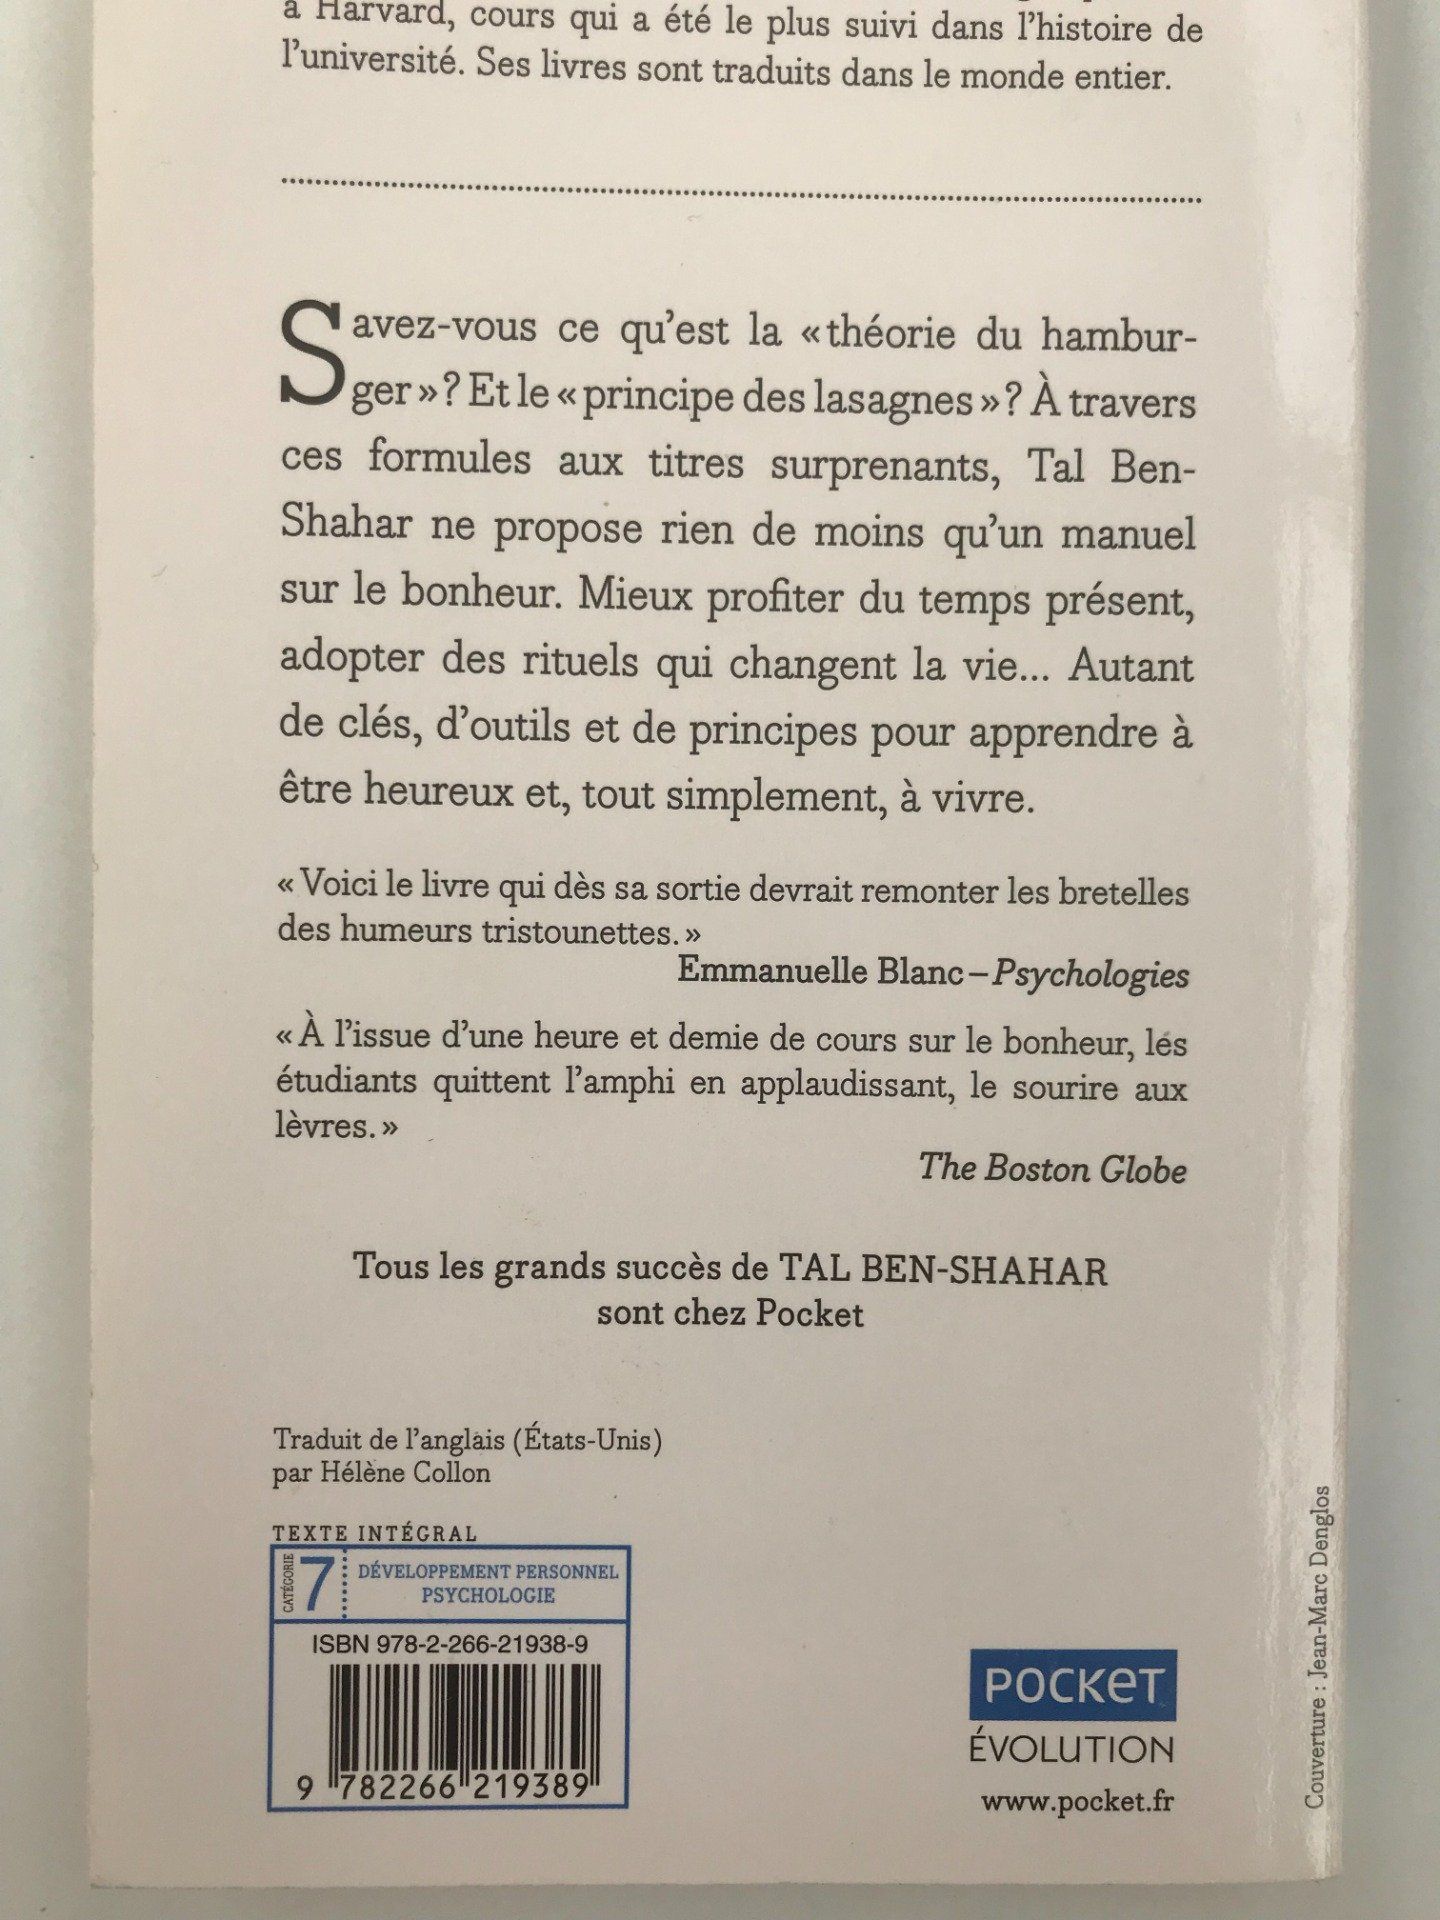 à Harvard, cours qui a été le plus suivi dans l'histoire de
l'université. Ses livres sont traduits dans le monde entier.
Savez-vous ce qu'est la « théorie du hambur-
ger » ? Et le « principe des lasagnes » ? À travers
ces formules aux titres surprenants, Tal Ben-
Shahar ne propose rien de moins qu'un manuel
sur le bonheur. Mieux profiter du temps présent,
adopter des rituels qui changent la vie... Autant
de clés, d'outils et de principes pour apprendre à
être heureux et, tout simplement, à vivre.
« Voici le livre qui dès sa sortie devrait remonter les bretelles
des humeurs tristounettes. »
Emmanuelle Blanc – Psychologies
« À l'issue d'une heure et demie de cours sur le bonheur, les
étudiants quittent l'amphi en applaudissant, le sourire aux
lèvres. »
The Boston Globe
Tous les grands succès de TAL BEN-SHAHAR
sont chez Pocket
Traduit de l'anglais (États-Unis)
par Hélène Collon
TEXTE INTÉGRAL
CATÉGORIE 7
DÉVELOPPEMENT PERSONNEL
PSYCHOLOGIE
ISBN 978-2-266-21938-9
9 782266 219389
POCKET
ÉVOLUTION
www.pocket.fr
Couverture : Jean-Marc Denglos